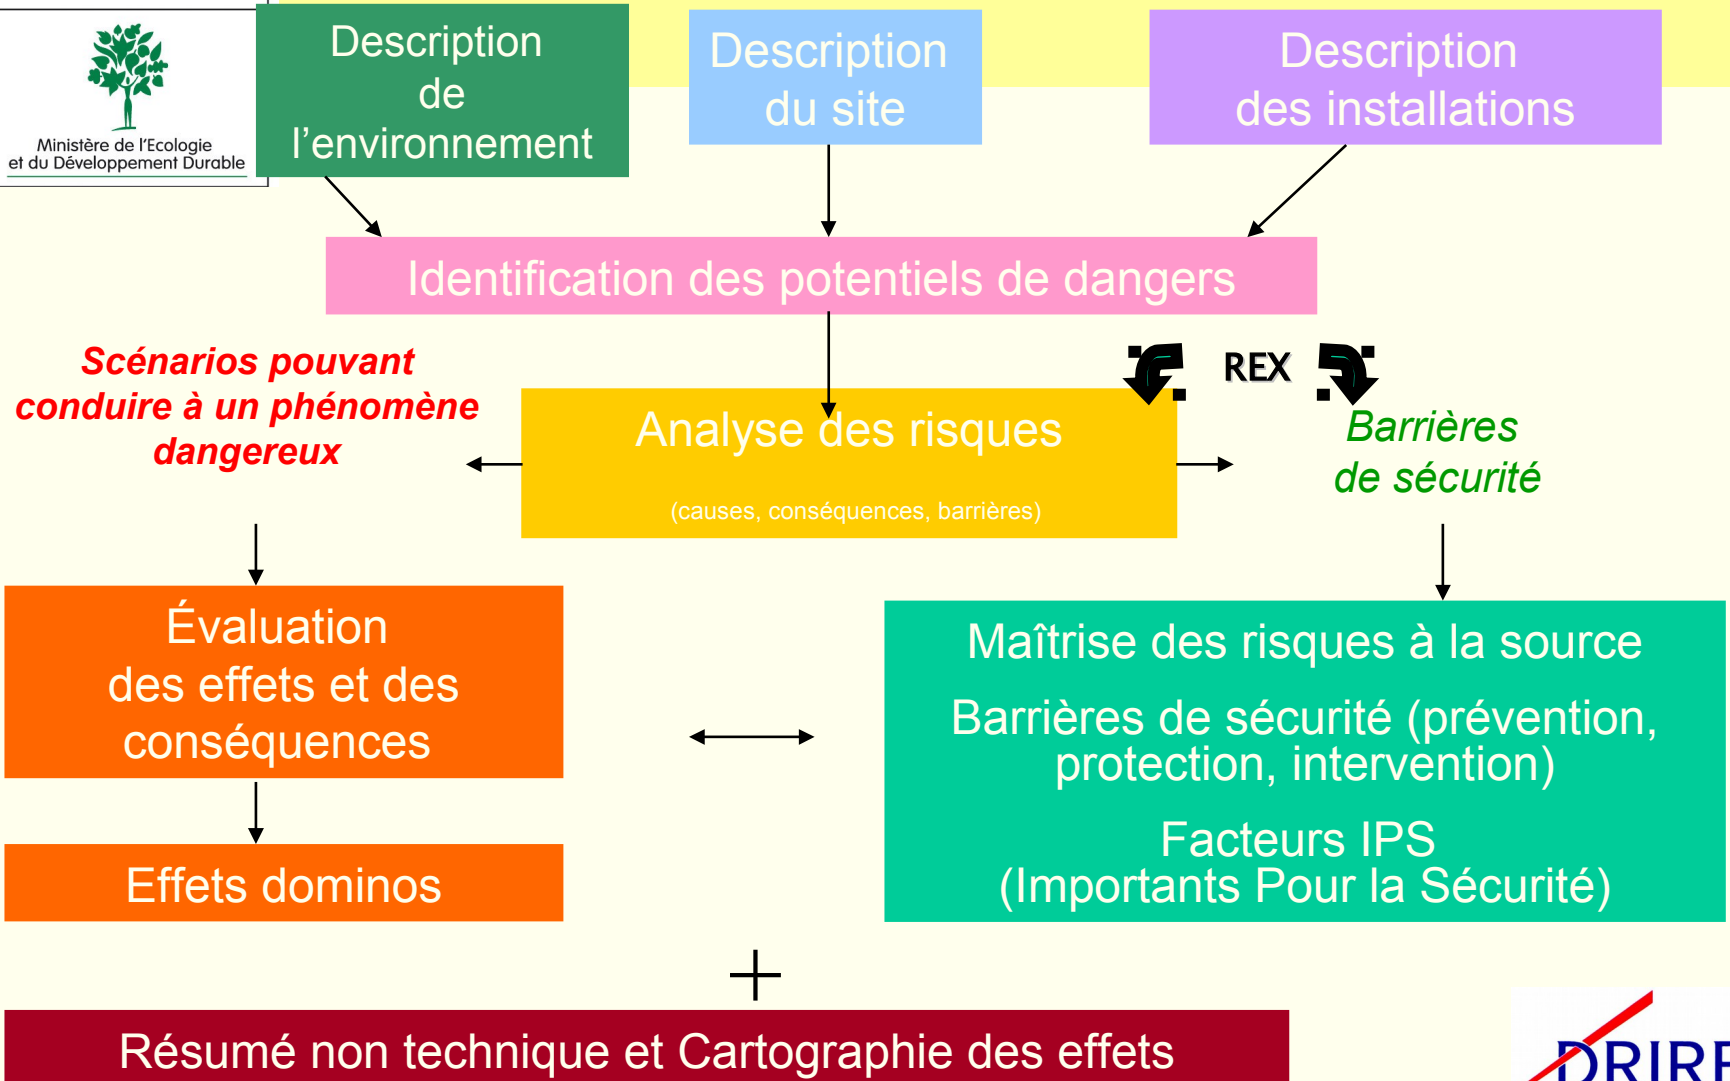 Ministère de l'Ecologie
et du Développement Durable
Description
de
l'environnement
Description
du site
Description
des installations
Identification des potentiels de dangers
Scénarios pouvant
conduire à un phénomène
dangereux
REX
Analyse des risques
(causes, conséquences, barrières)
Barrières
de sécurité
Évaluation
des effets et des
conséquences
Effets dominos
Maîtrise des risques à la source
Barrières de sécurité (prévention,
protection, intervention)
Facteurs IPS
(Importants Pour la Sécurité)
+
Résumé non technique et Cartographie des effets
DRIRE